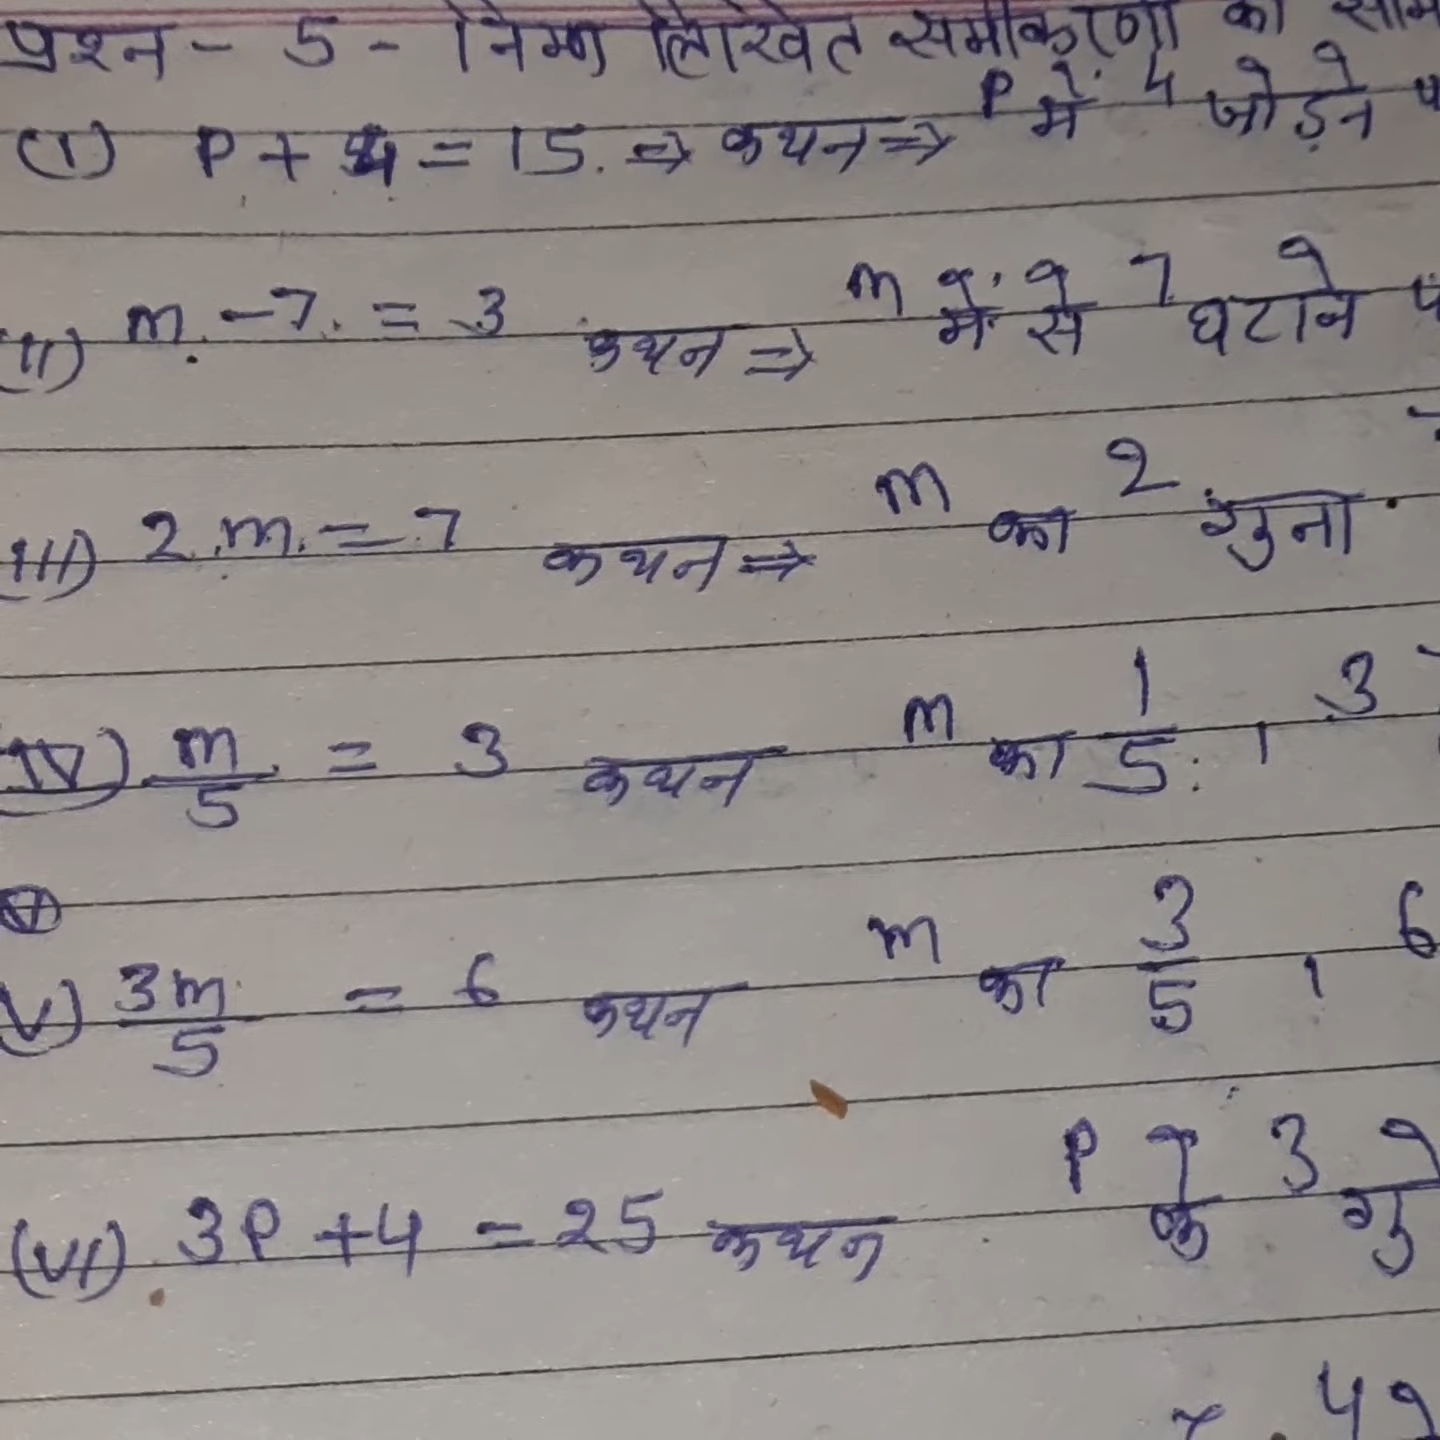 प्रश्न - 5 - निम्न लिखित समीकरणों को
(I) P + 4 = 15. ⇒ कथन ⇒ P में 4 जोड़ने
(II) m - 7 = 3 कथन ⇒ m में से 7 घटाने
(III) 2m = 7 कथन ⇒ m का 2 गुना
(IV) m/5 = 3 कथन m का 1/5, 3
V) 3m/5 = 6 कथन m का 3/5, 6
(VI) 3P + 4 = 25 कथन P के 3 गु
4